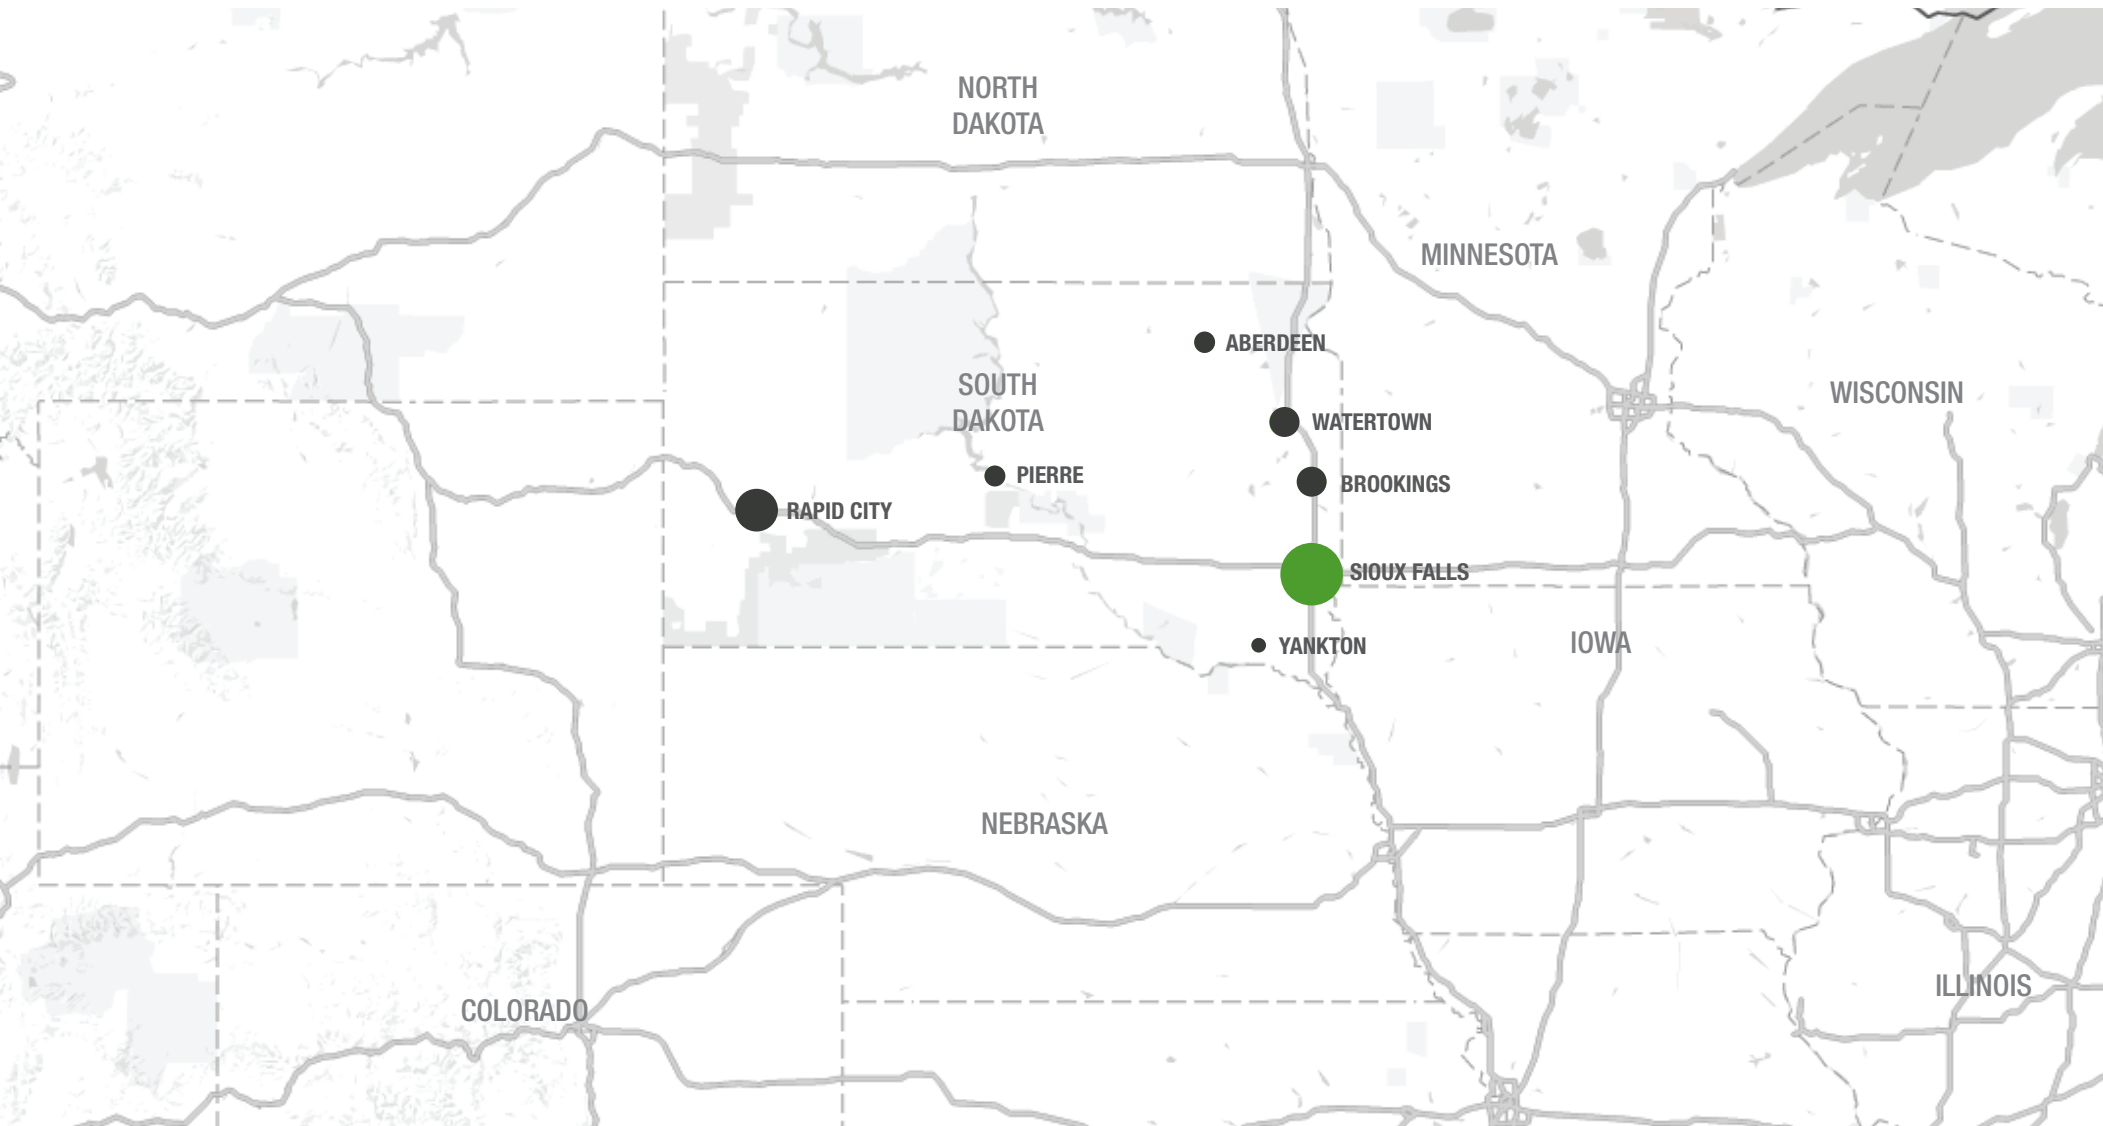 NORTH
DAKOTA
MINNESOTA
ABERDEEN
SOUTH
DAKOTA
WISCONSIN
WATERTOWN
PIERRE
BROOKINGS
RAPID CITY
SIOUX FALLS
YANKTON
IOWA
NEBRASKA
ILLINOIS
COLORADO